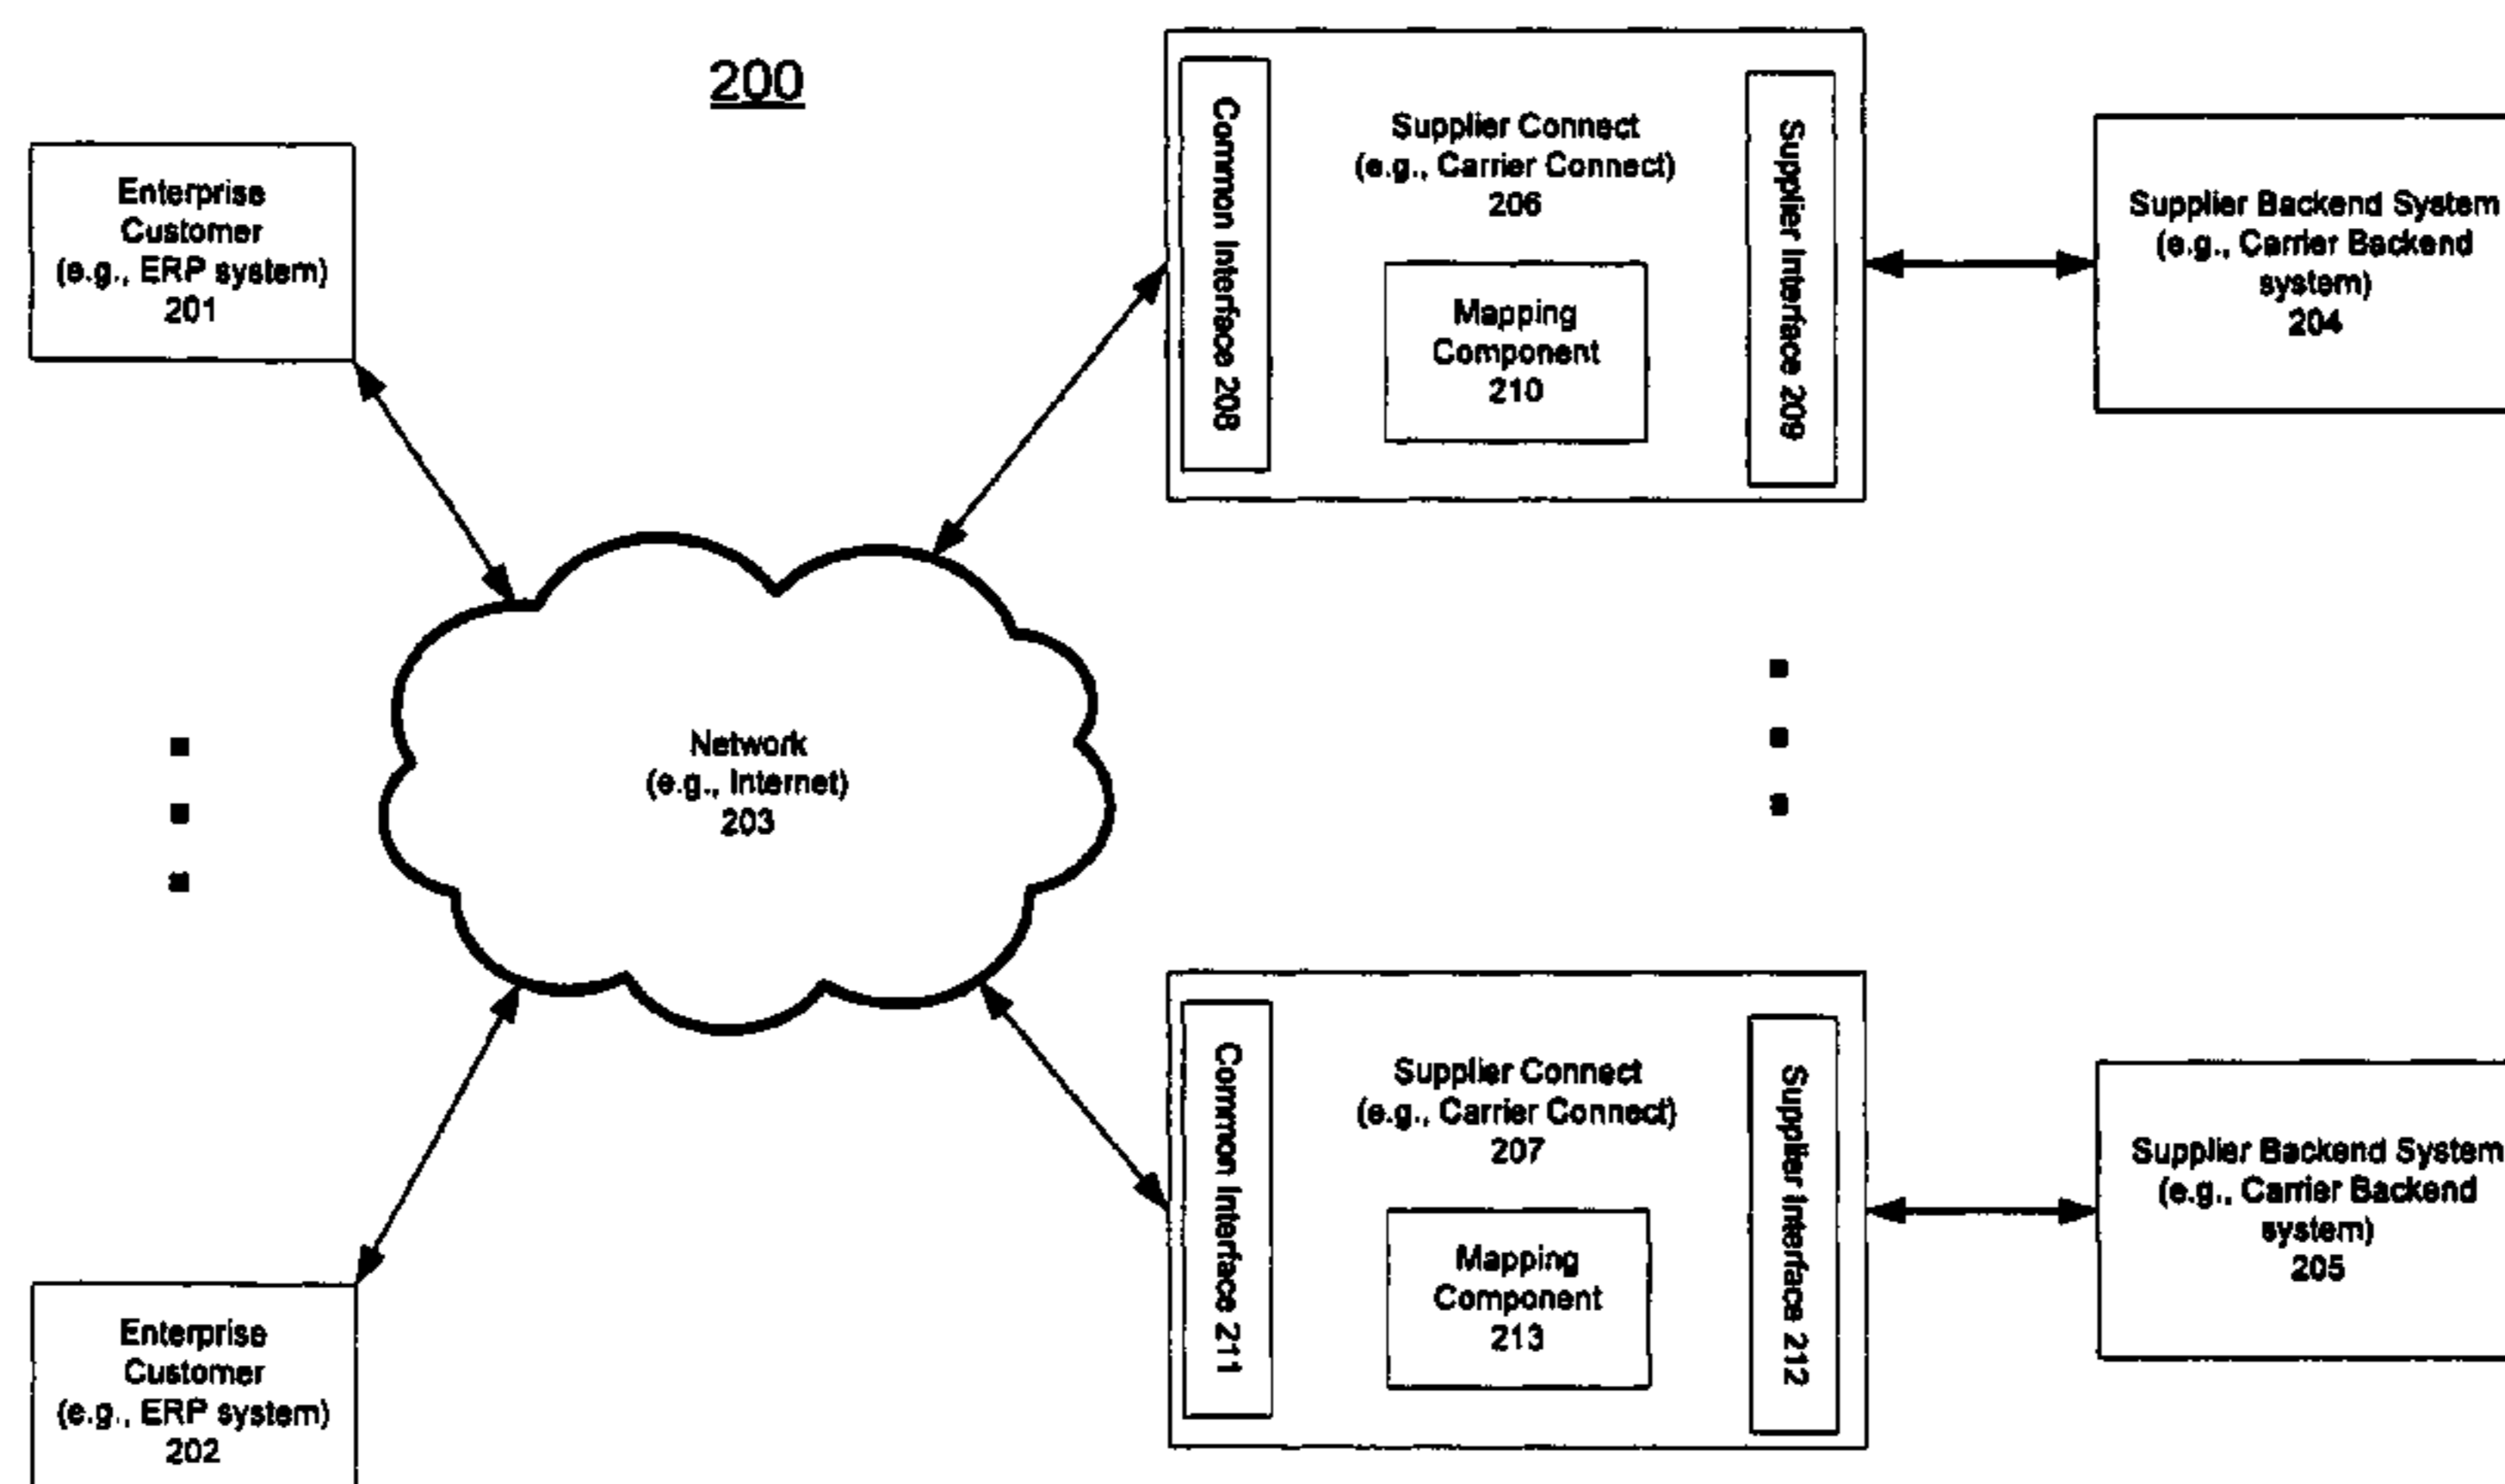 200
Enterprise
Customer
(e.g., ERP system)
201
Common Interface 208
Supplier Connect
(e.g., Carrier Connect)
206
Mapping
Component
210
Supplier Interface 209
Supplier Backend System
(e.g., Carrier Backend
system)
204
Network
(e.g., Internet)
203
Enterprise
Customer
(e.g., ERP system)
202
Common Interface 211
Supplier Connect
(e.g., Carrier Connect)
207
Mapping
Component
213
Supplier Interface 212
Supplier Backend System
(e.g., Carrier Backend
system)
205